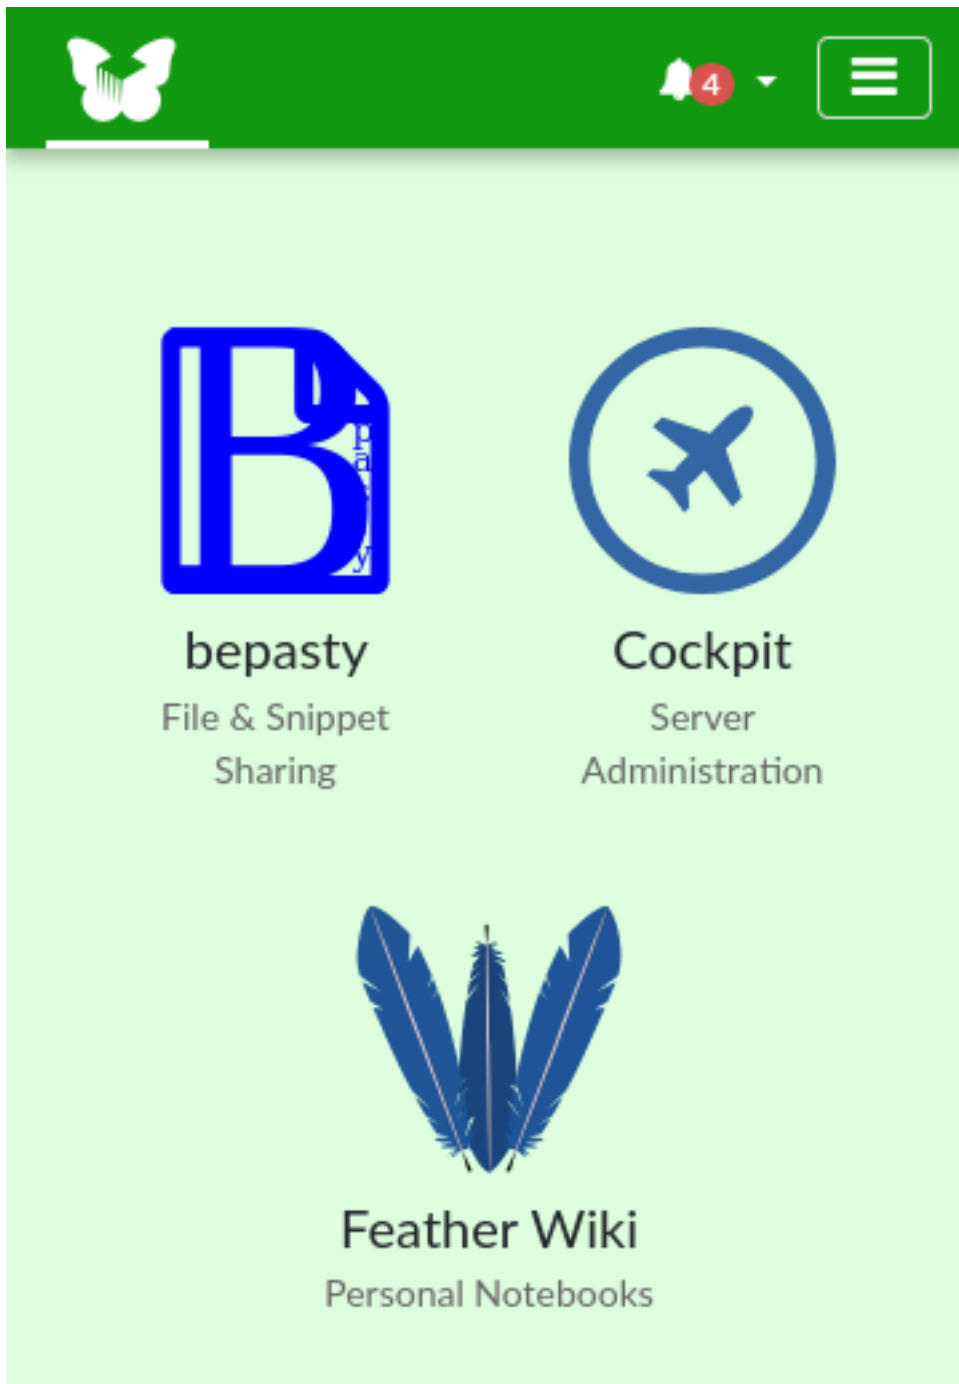 4
bepasty
File & Snippet
Sharing
Cockpit
Server
Administration
Feather Wiki
Personal Notebooks